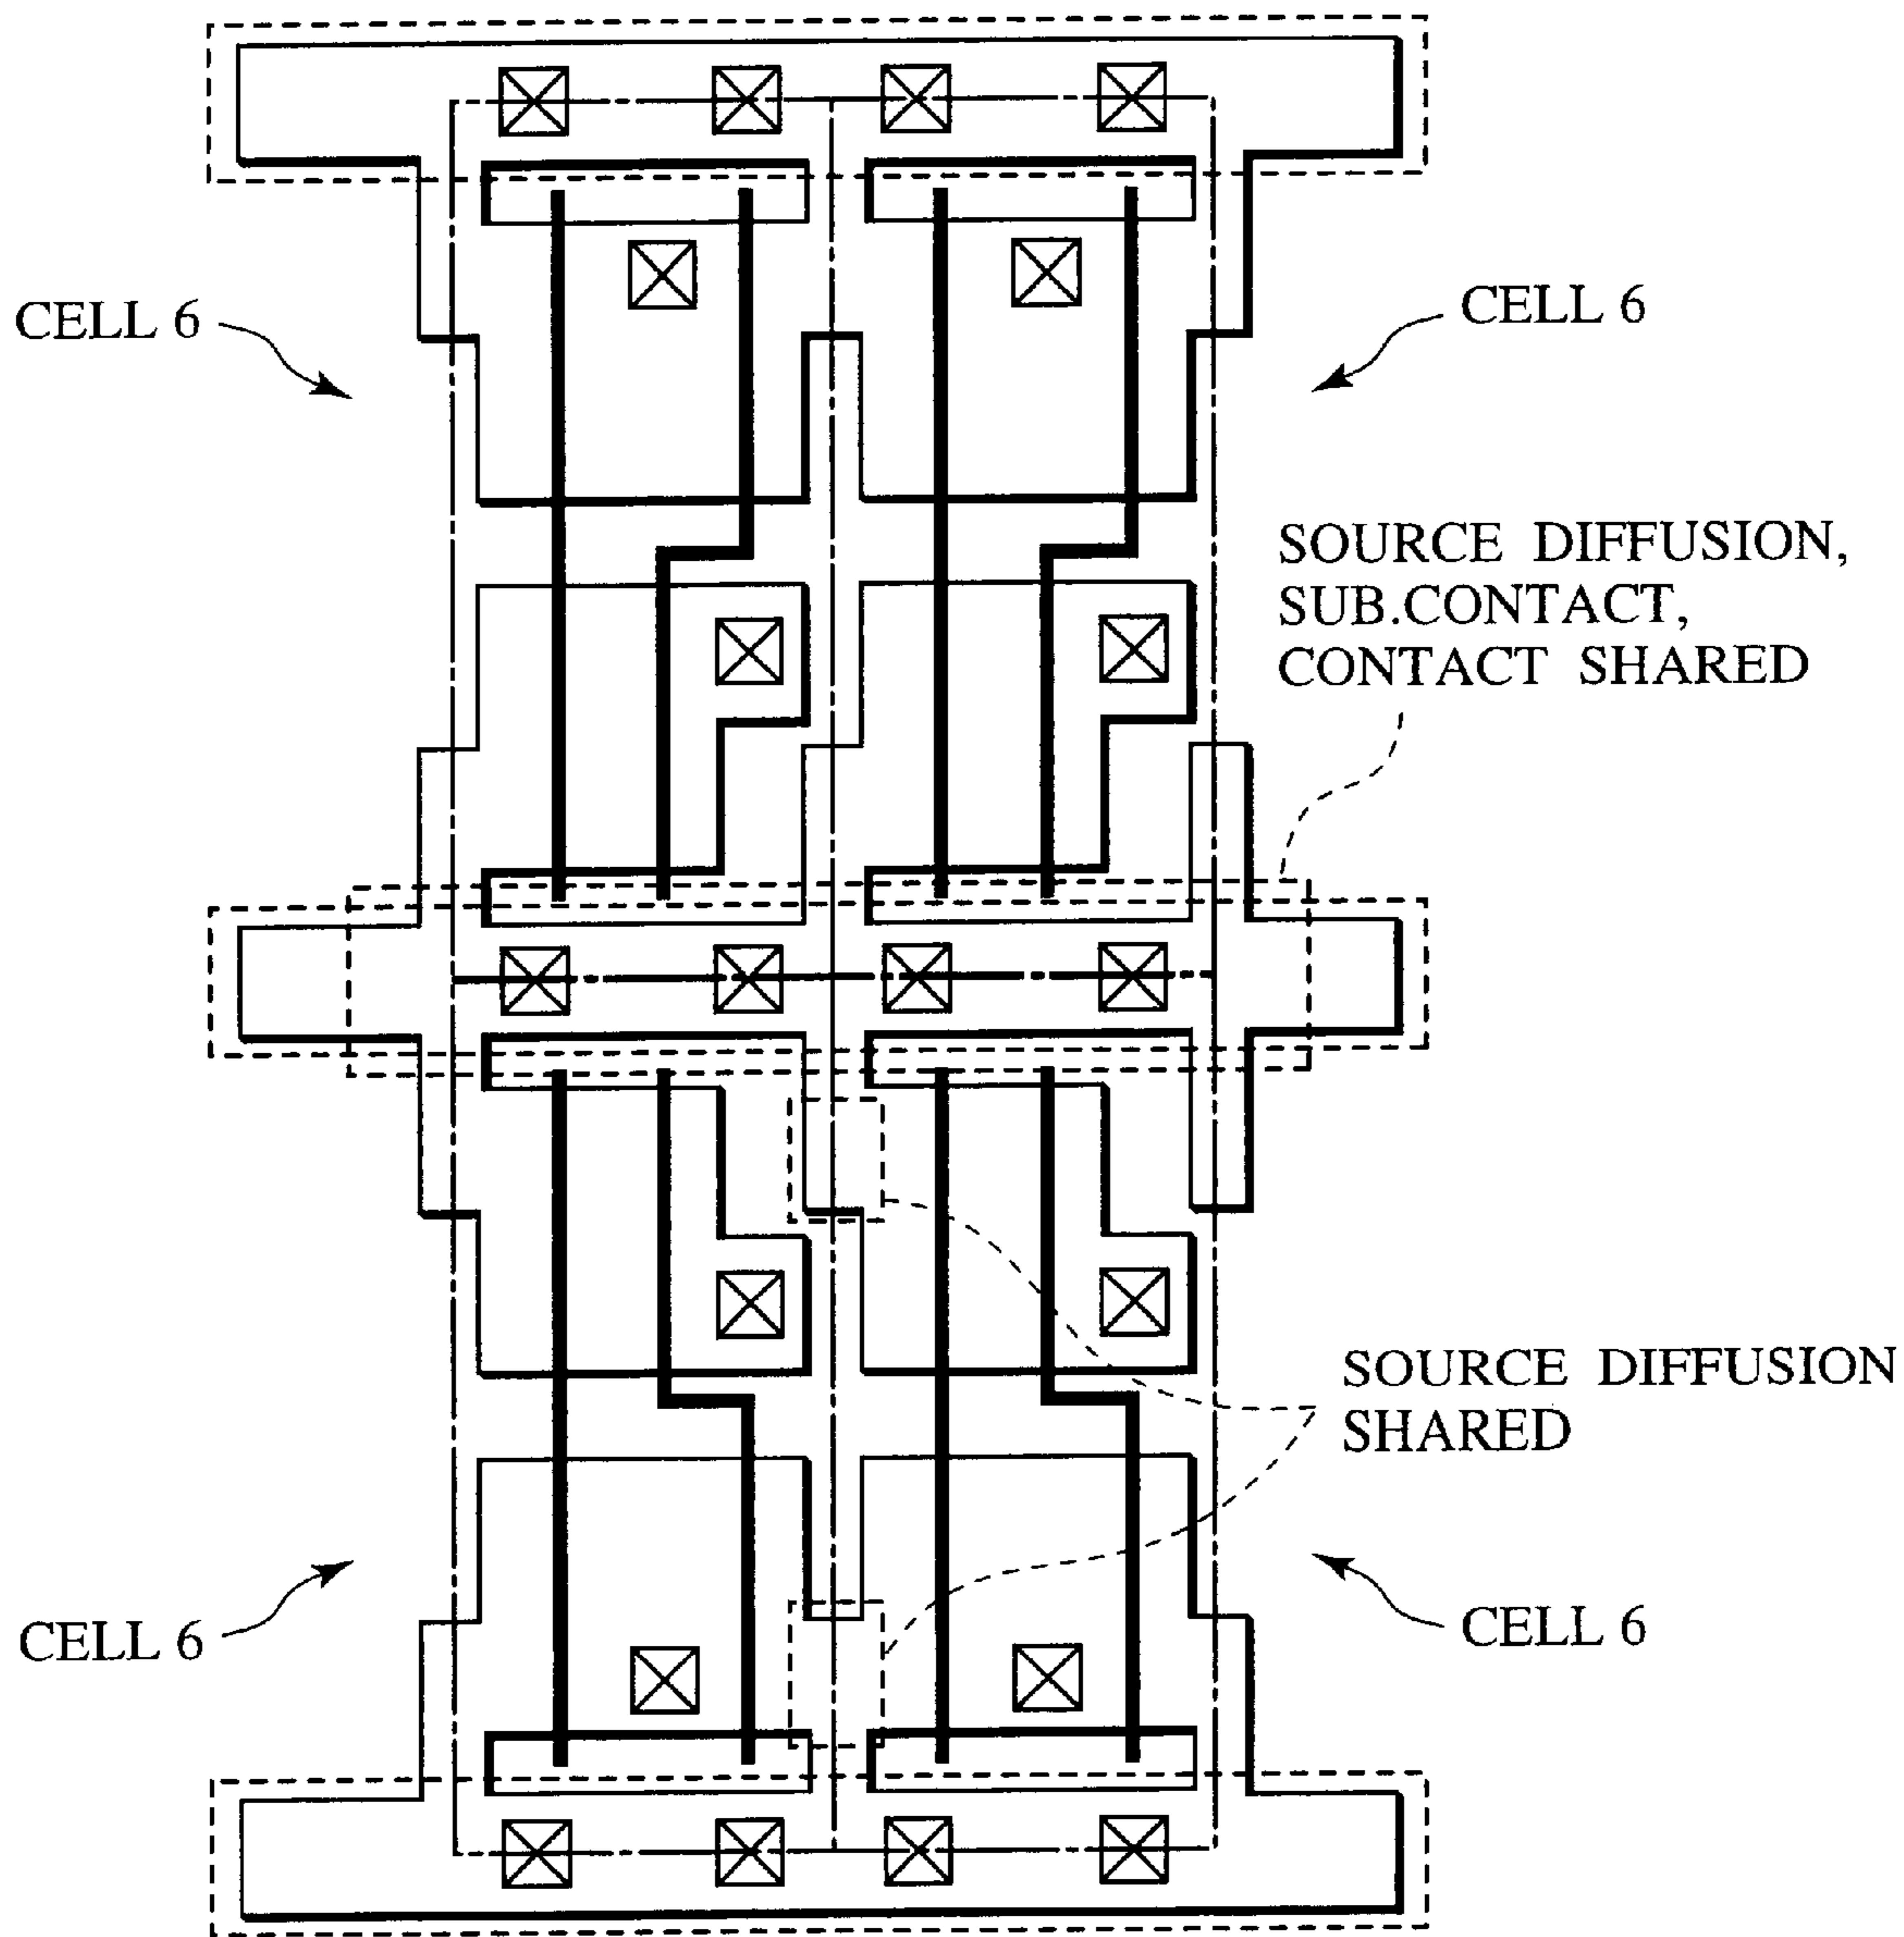 CELL 6
CELL 6
SOURCE DIFFUSION,
SUB.CONTACT,
CONTACT SHARED
SOURCE DIFFUSION
SHARED
CELL 6
CELL 6